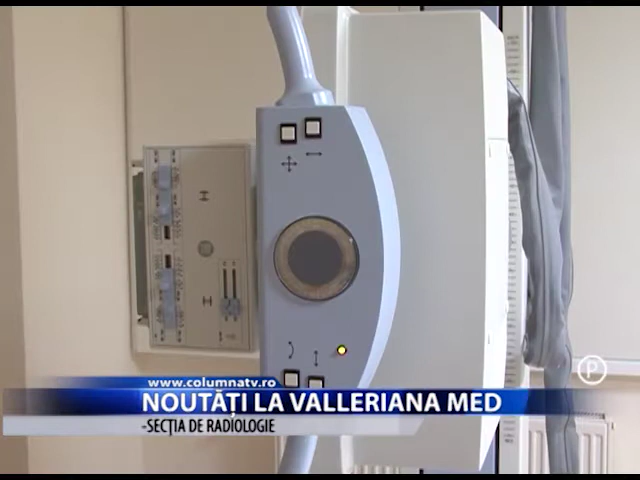 www.columnatv.ro
NOUTĂȚI LA VALLERIANA MED
-SECȚIA DE RADIOLOGIE
P